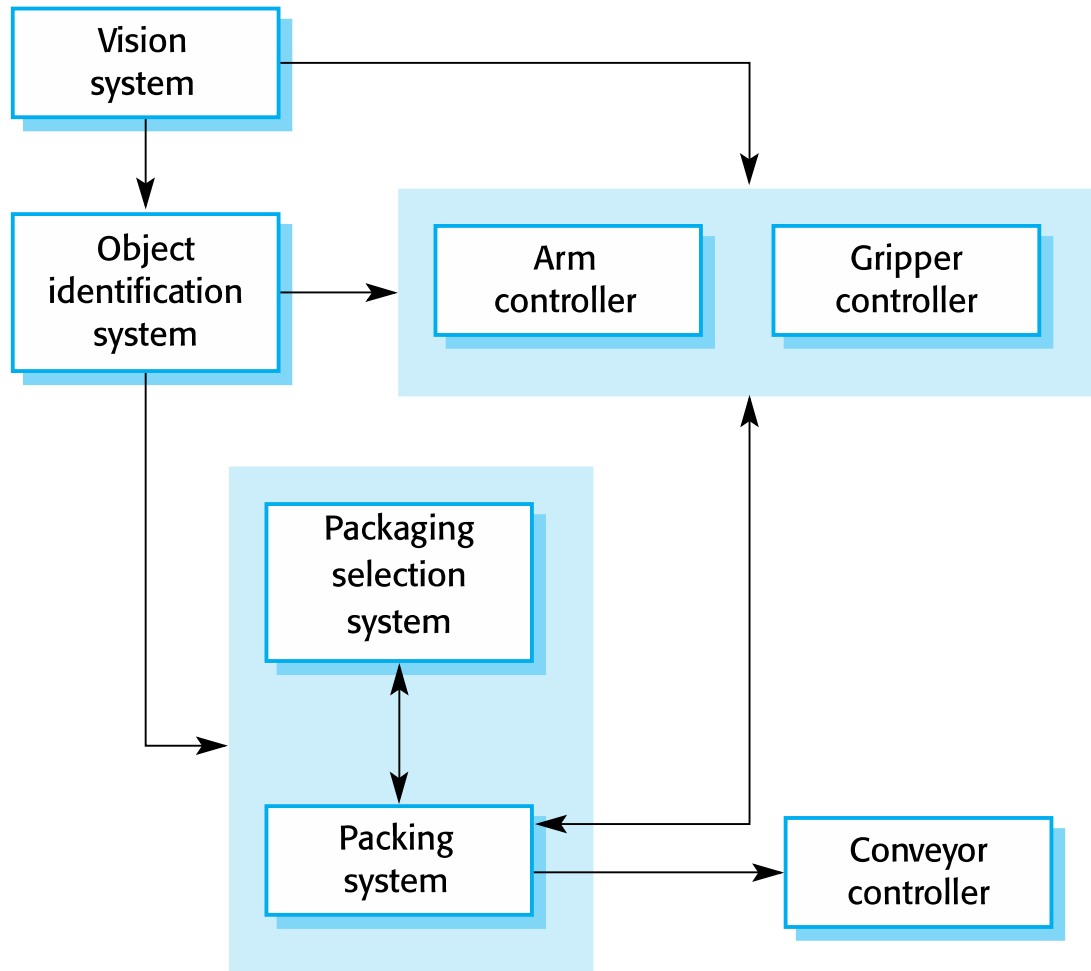 Vision
system
Object
identification
system
Arm
controller
Gripper
controller
Packaging
selection
system
Packing
system
Conveyor
controller